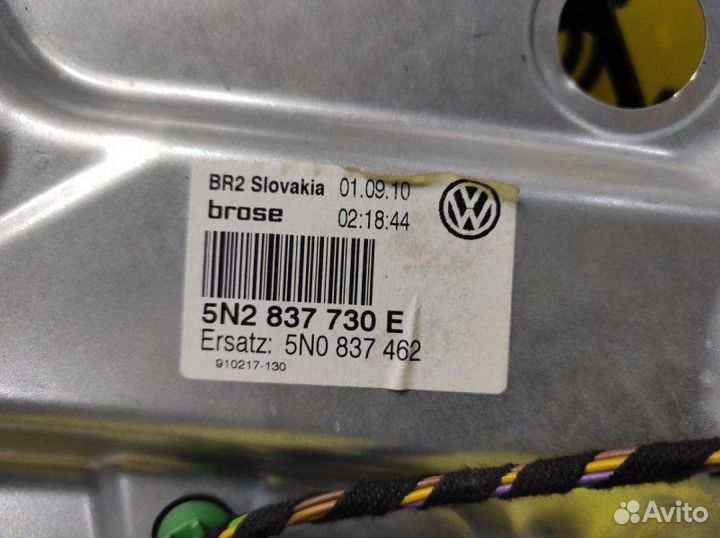 BR2 Slovakia 01.09.10
brose 02:18:44
5N2 837 730 E
Ersatz: 5N0 837 462
910217-130
Avito